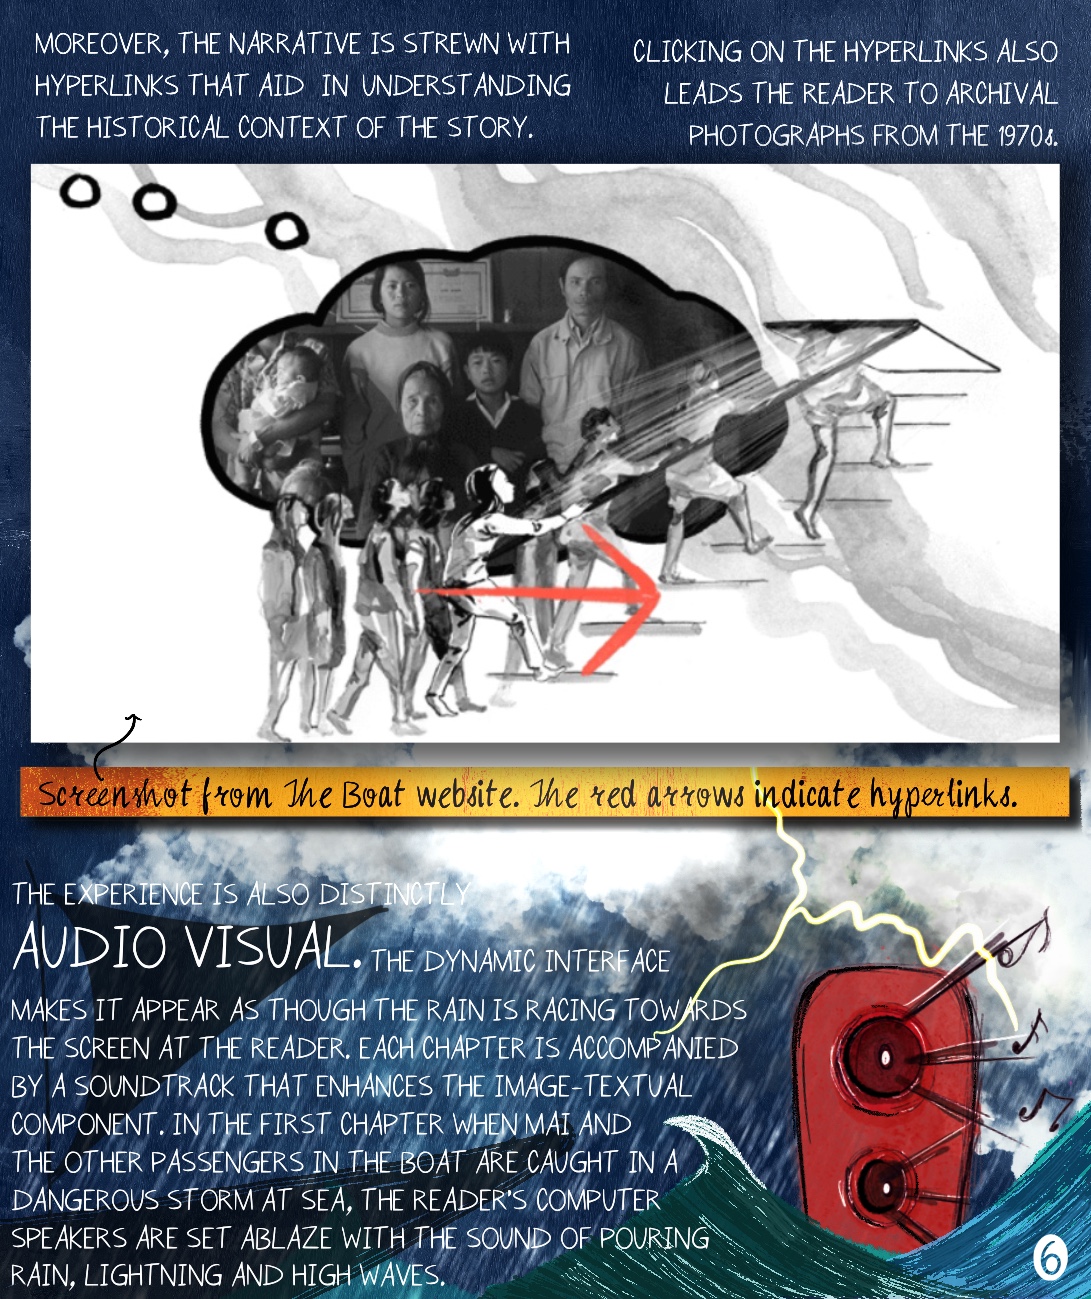 MOREOVER, THE NARRATIVE IS STREWN WITH
HYPERLINKS THAT AID IN UNDERSTANDING
THE HISTORICAL CONTEXT OF THE STORY.
CLICKING ON THE HYPERLINKS ALSO
LEADS THE READER TO ARCHIVAL
PHOTOGRAPHS FROM THE 1970s.
Screenshot from The Boat website. The red arrows indicate hyperlinks.
THE EXPERIENCE IS ALSO DISTINCTLY
AUDIO VISUAL. THE DYNAMIC INTERFACE
MAKES IT APPEAR AS THOUGH THE RAIN IS RACING TOWARDS
THE SCREEN AT THE READER. EACH CHAPTER IS ACCOMPANIED
BY A SOUNDTRACK THAT ENHANCES THE IMAGE-TEXTUAL
COMPONENT. IN THE FIRST CHAPTER WHEN MAI AND
THE OTHER PASSENGERS IN THE BOAT ARE CAUGHT IN A
DANGEROUS STORM AT SEA, THE READER'S COMPUTER
SPEAKERS ARE SET ABLAZE WITH THE SOUND OF POURING
RAIN, LIGHTNING AND HIGH WAVES.
6